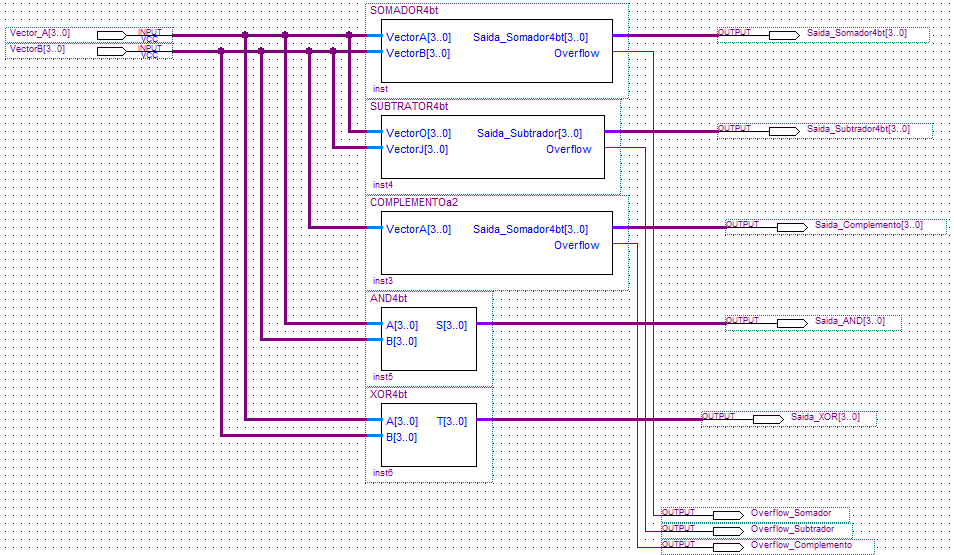 SOMADOR4bt
Vector_A[3..0] INPUT VCC
VectorB[3..0] INPUT VCC
VectorA[3..0] Saida_Somador4bt[3..0]
VectorB[3..0] Overflow
inst
OUTPUT Saida_Somador4bt[3..0]
SUBTRATOR4bt
VectorO[3..0] Saida_Subtrador[3..0]
VectorJ[3..0] Overflow
inst4
OUTPUT Saida_Subtrador4bt[3..0]
COMPLEMENTOa2
VectorA[3..0] Saida_Somador4bt[3..0]
Overflow
inst3
OUTPUT Saida_Complemento[3..0]
AND4bt
A[3..0] S[3..0]
B[3..0]
inst5
OUTPUT Saida_AND[3..0]
XOR4bt
A[3..0] T[3..0]
B[3..0]
inst6
OUTPUT Saida_XOR[3..0]
OUTPUT Overflow_Somador
OUTPUT Overflow_Subtrador
OUTPUT Overflow_Complemento